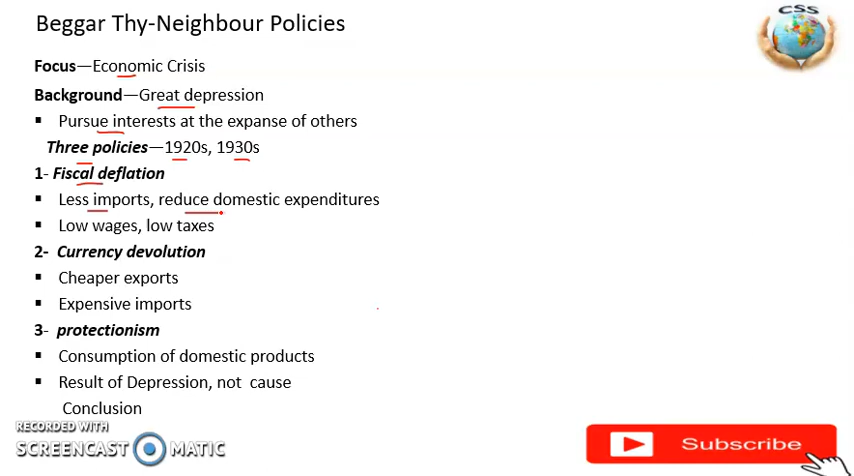 Beggar Thy-Neighbour Policies
CSS
Focus—Economic Crisis
Background—Great depression
▪ Pursue interests at the expanse of others
Three policies—1920s, 1930s
1- Fiscal deflation
▪ Less imports, reduce domestic expenditures
▪ Low wages, low taxes
2- Currency devolution
▪ Cheaper exports
▪ Expensive imports
3- protectionism
▪ Consumption of domestic products
▪ Result of Depression, not cause
Conclusion
RECORDED WITH
SCREENCAST MATIC
Subscribe